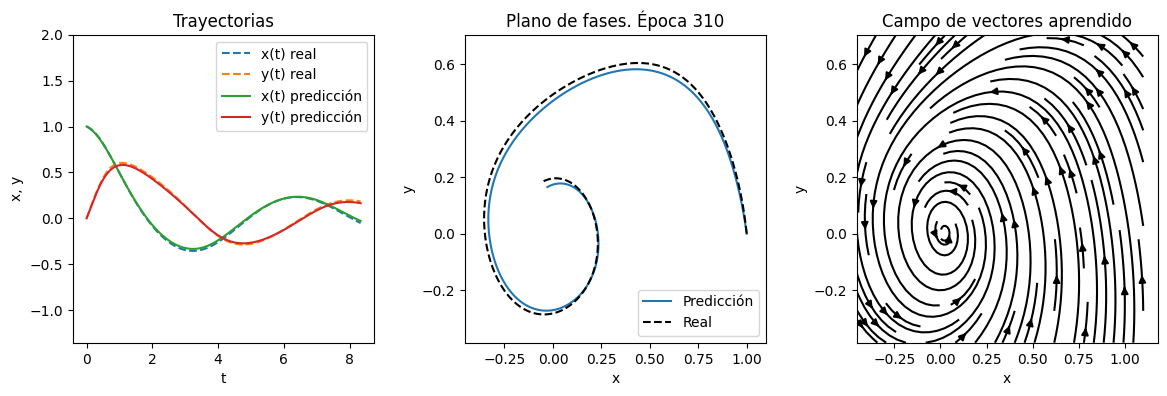 Trayectorias
x(t) real
y(t) real
x(t) predicción
y(t) predicción
2.0
1.5
1.0
0.5
0.0
−0.5
−1.0
x, y
0
2
4
6
8
t
Plano de fases. Época 310
0.6
0.4
0.2
0.0
−0.2
y
Predicción
Real
−0.25
0.00
0.25
0.50
0.75
1.00
x
Campo de vectores aprendido
0.6
0.4
0.2
0.0
−0.2
y
−0.25
0.00
0.25
0.50
0.75
1.00
x